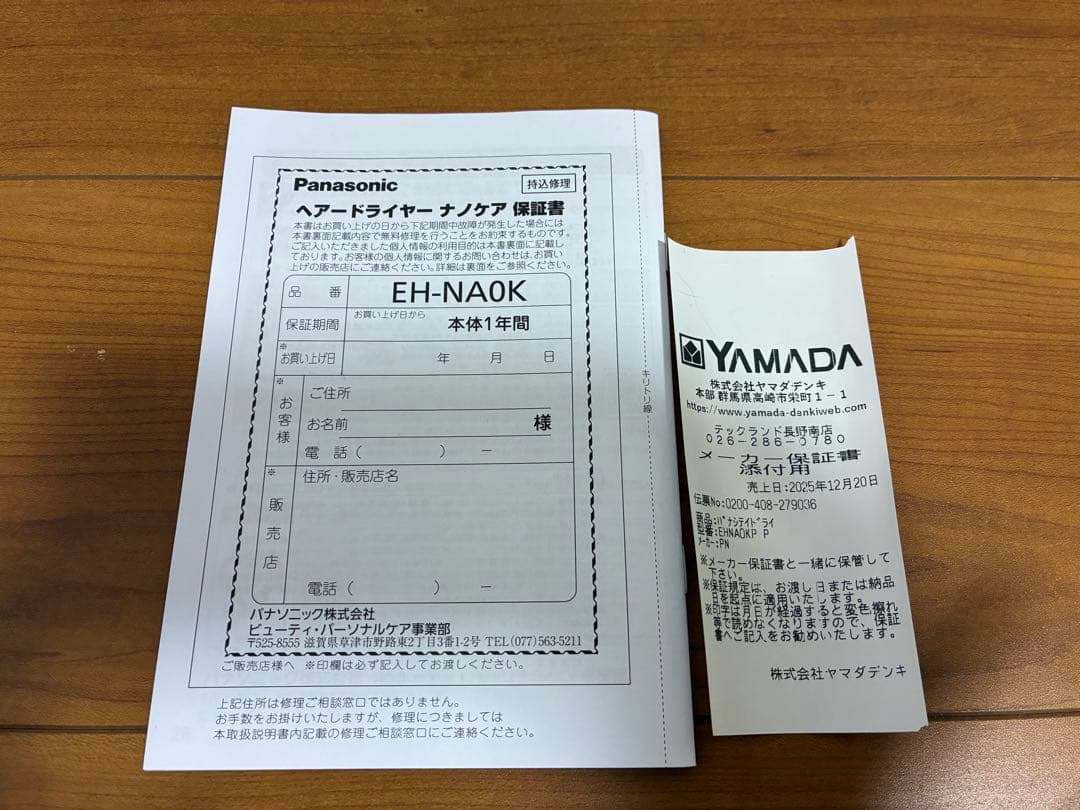 Panasonic
持込修理
ヘアードライヤー ナノケア 保証書
本書はお買い上げの日から下記期間中故障が発生した場合には
本書裏面記載内容で無料修理を行うことをお約束するものです。
ご記入いただきました個人情報の利用目的は本書裏面に記載し
ております。お客様の個人情報に関するお問い合わせは、お買い
上げの販売店にご連絡ください。詳細は裏面をご参照ください。
品 番 EH-NA0K
保証期間 お買い上げ日から 本体1年間
※お買い上げ日 年 月 日
※お客様
ご住所
お名前 様
電話( ) ー
※販売店
住所・販売店名
電話( ) ー
パナソニック株式会社
ビューティ・パーソナルケア事業部
〒525-8555 滋賀県草津市野路東2丁目3番1-2号 TEL(077)563-5211
ご販売店様へ ※印欄は必ず記入してお渡しください。
上記住所は修理ご相談窓口ではありません。
お手数をお掛けいたしますが、修理につきましては
本取扱説明書内記載の修理ご相談窓口にご連絡ください。
キリトリ線
YAMADA
株式会社ヤマダデンキ
本部 群馬県高崎市栄町1-1
https://www.yamada-denkiweb.com
テックランド長野南店
026-286-0780
メーカー保証書
添付用
売上日:2025年12月20日
伝票No:0200-408-279036
商品:パナシテイドライ
型番:EHNA0KP P
メーカー:PN
※メーカー保証書と一緒に保管して
下さい。
※保証規定は、お渡し日または納品
日を起点に適用いたします。
※印字は月日が経過すると変色擦れ
等で読めなくなりますので、保証
書へご記入をお勧めいたします。
株式会社ヤマダデンキ